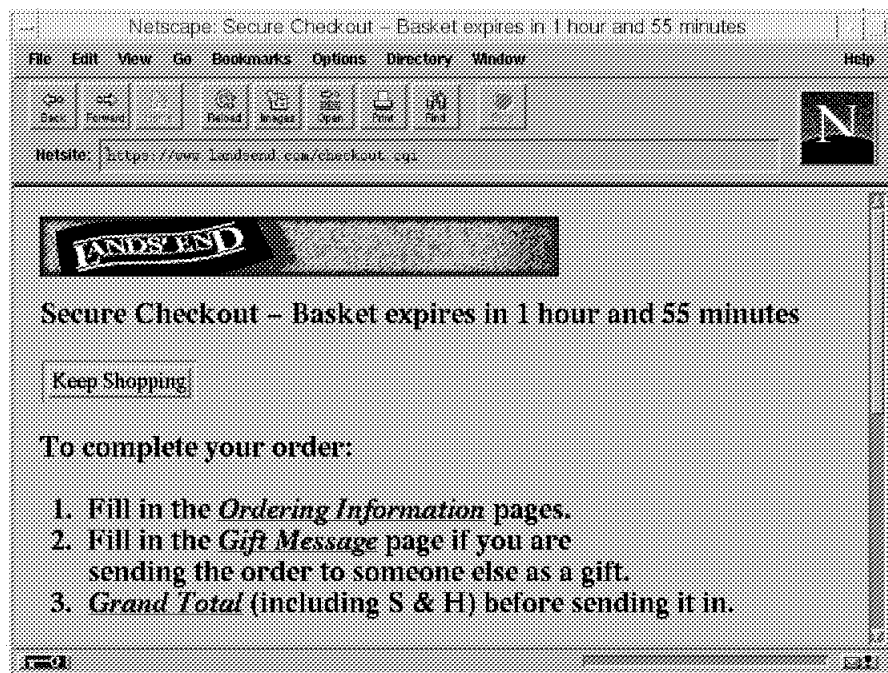 Netscape: Secure Checkout – Basket expires in 1 hour and 55 minutes
File Edit View Go Bookmarks Options Directory Window Help
Back Forward Reload Images Open Print Find
N
Netsite: https://www.landsend.com/checkout.cgi
LANDS' END
Secure Checkout – Basket expires in 1 hour and 55 minutes
Keep Shopping
To complete your order:
1. Fill in the Ordering Information pages.
2. Fill in the Gift Message page if you are
sending the order to someone else as a gift.
3. Grand Total (including S & H) before sending it in.